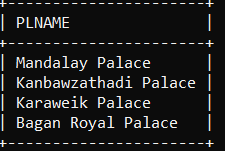 PLNAME
Mandalay Palace
Kanbawzathadi Palace
Karaweik Palace
Bagan Royal Palace